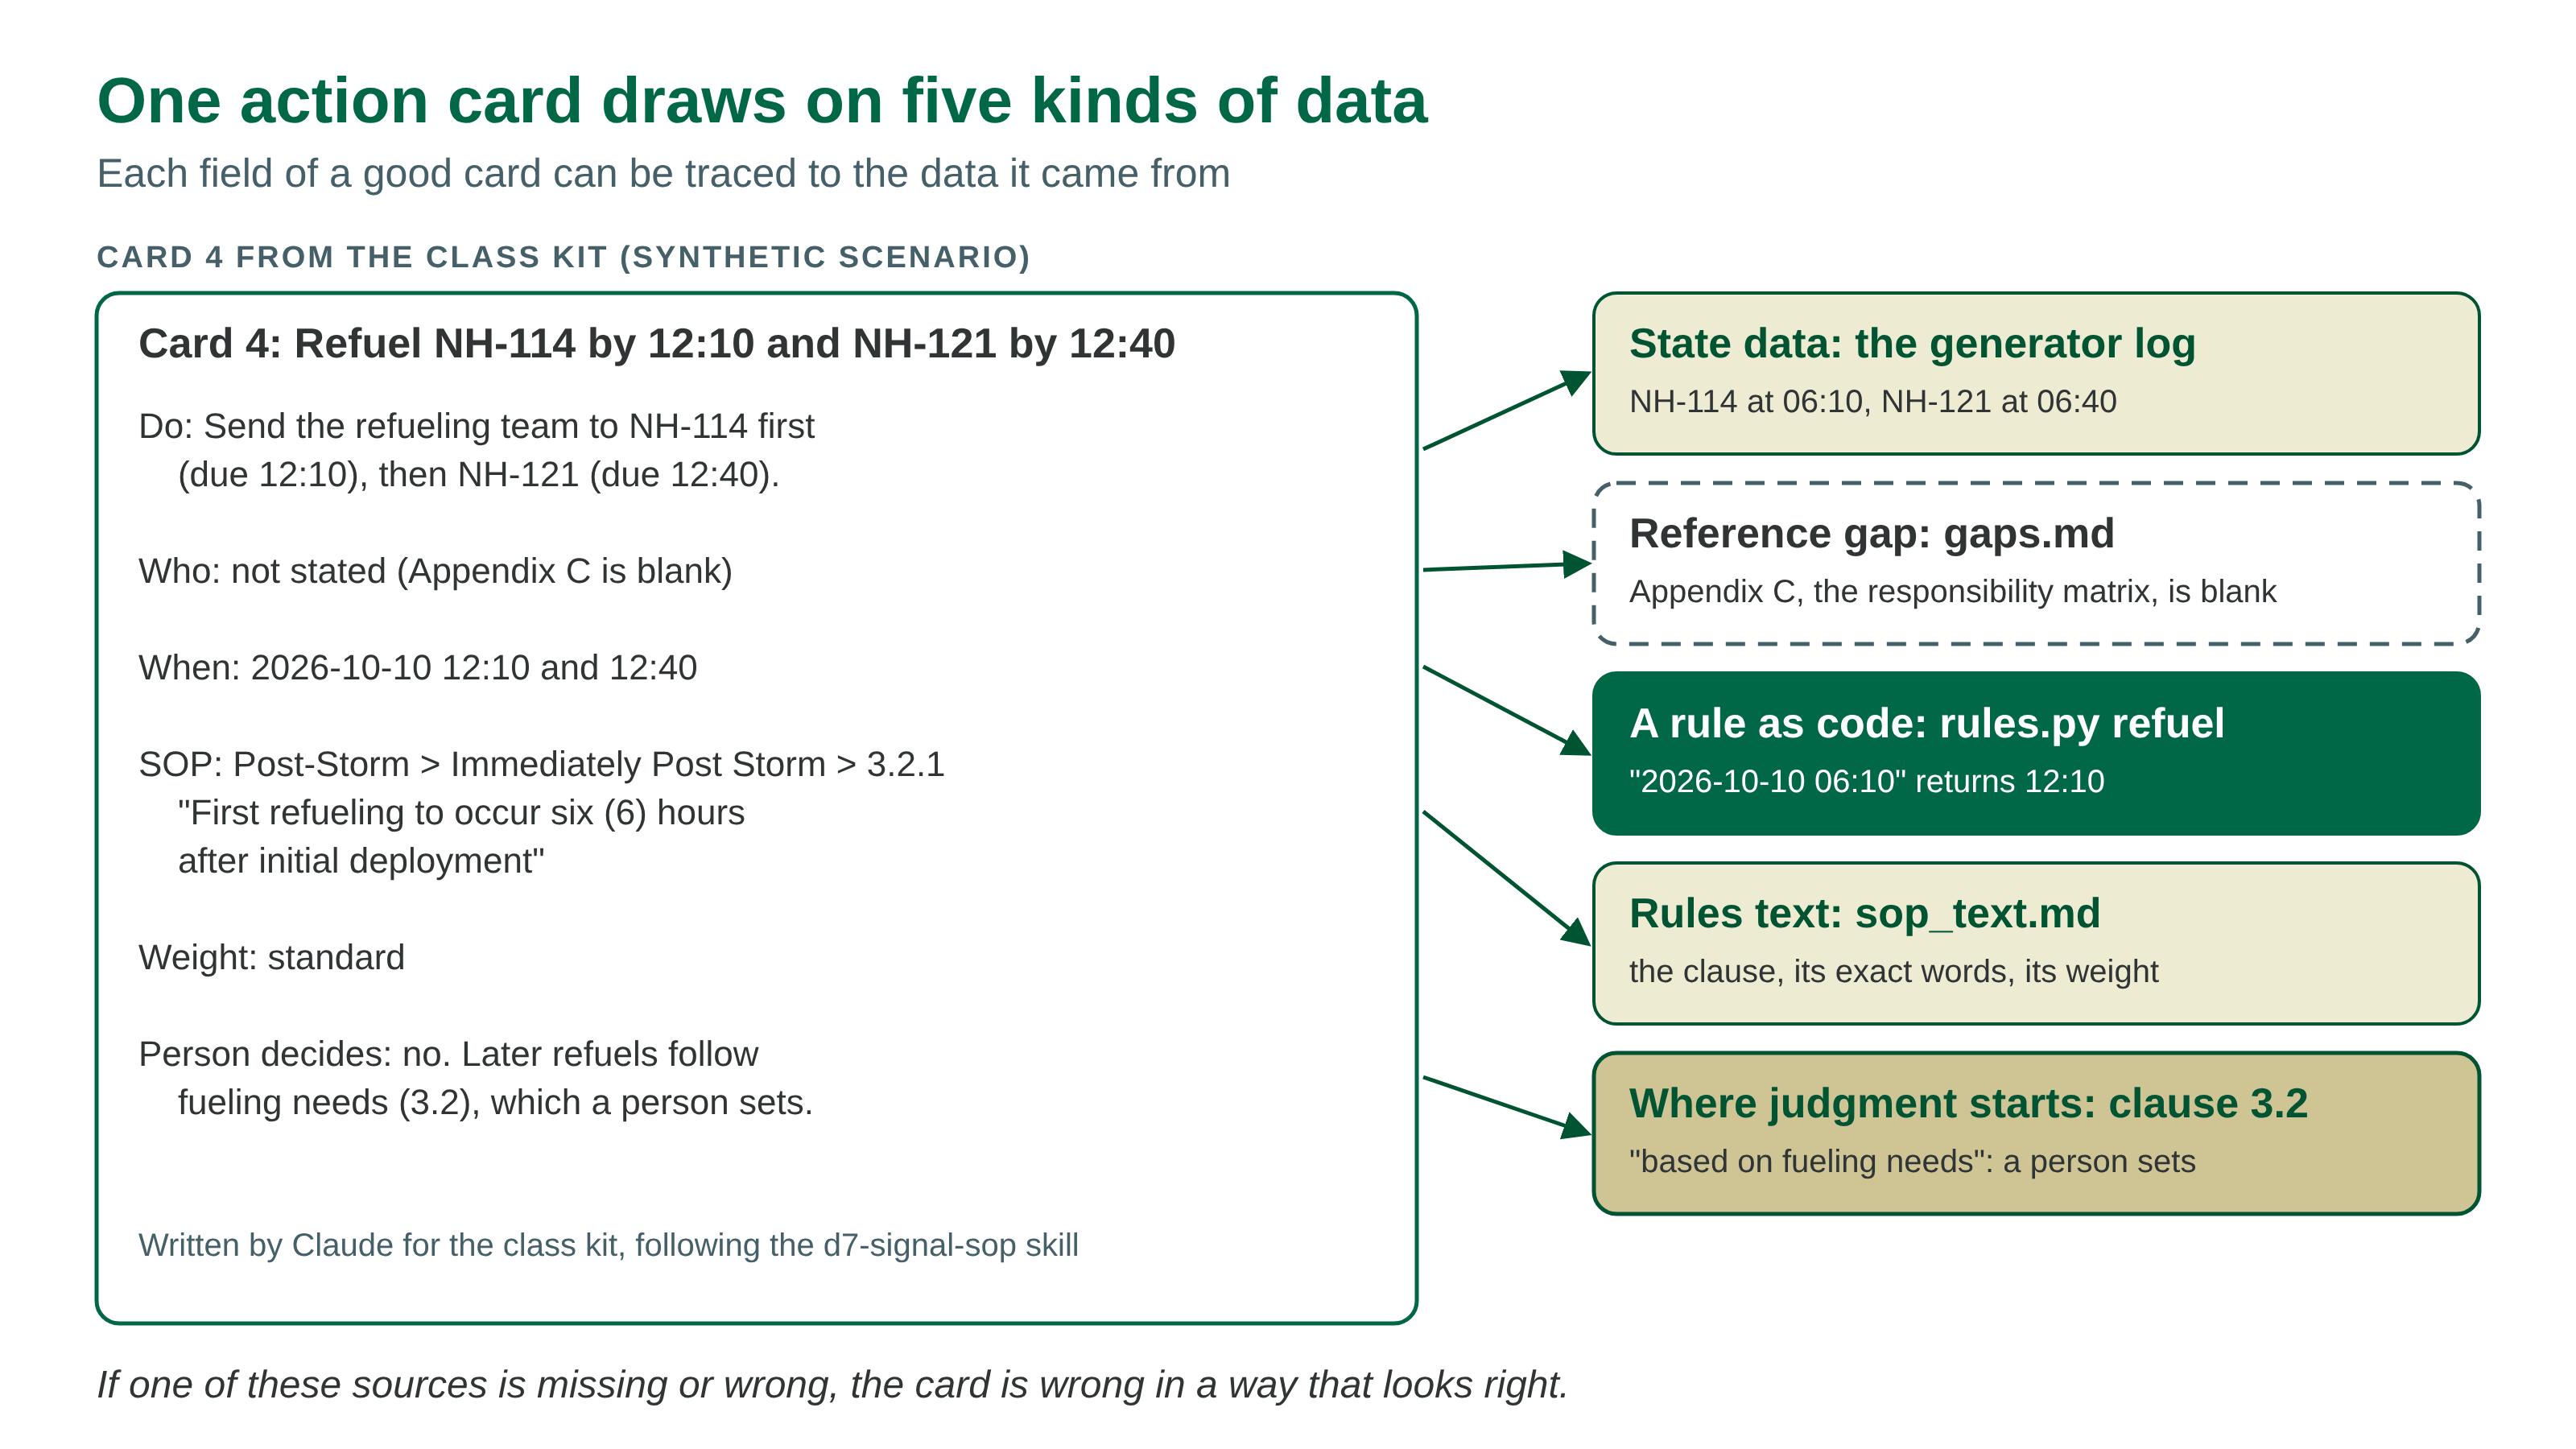 One action card draws on five kinds of data
Each field of a good card can be traced to the data it came from
CARD 4 FROM THE CLASS KIT (SYNTHETIC SCENARIO)
Card 4: Refuel NH-114 by 12:10 and NH-121 by 12:40
Do: Send the refueling team to NH-114 first
(due 12:10), then NH-121 (due 12:40).
Who: not stated (Appendix C is blank)
When: 2026-10-10 12:10 and 12:40
SOP: Post-Storm > Immediately Post Storm > 3.2.1
"First refueling to occur six (6) hours
after initial deployment"
Weight: standard
Person decides: no. Later refuels follow
fueling needs (3.2), which a person sets.
Written by Claude for the class kit, following the d7-signal-sop skill
State data: the generator log
NH-114 at 06:10, NH-121 at 06:40
Reference gap: gaps.md
Appendix C, the responsibility matrix, is blank
A rule as code: rules.py refuel
"2026-10-10 06:10" returns 12:10
Rules text: sop_text.md
the clause, its exact words, its weight
Where judgment starts: clause 3.2
"based on fueling needs": a person sets
If one of these sources is missing or wrong, the card is wrong in a way that looks right.